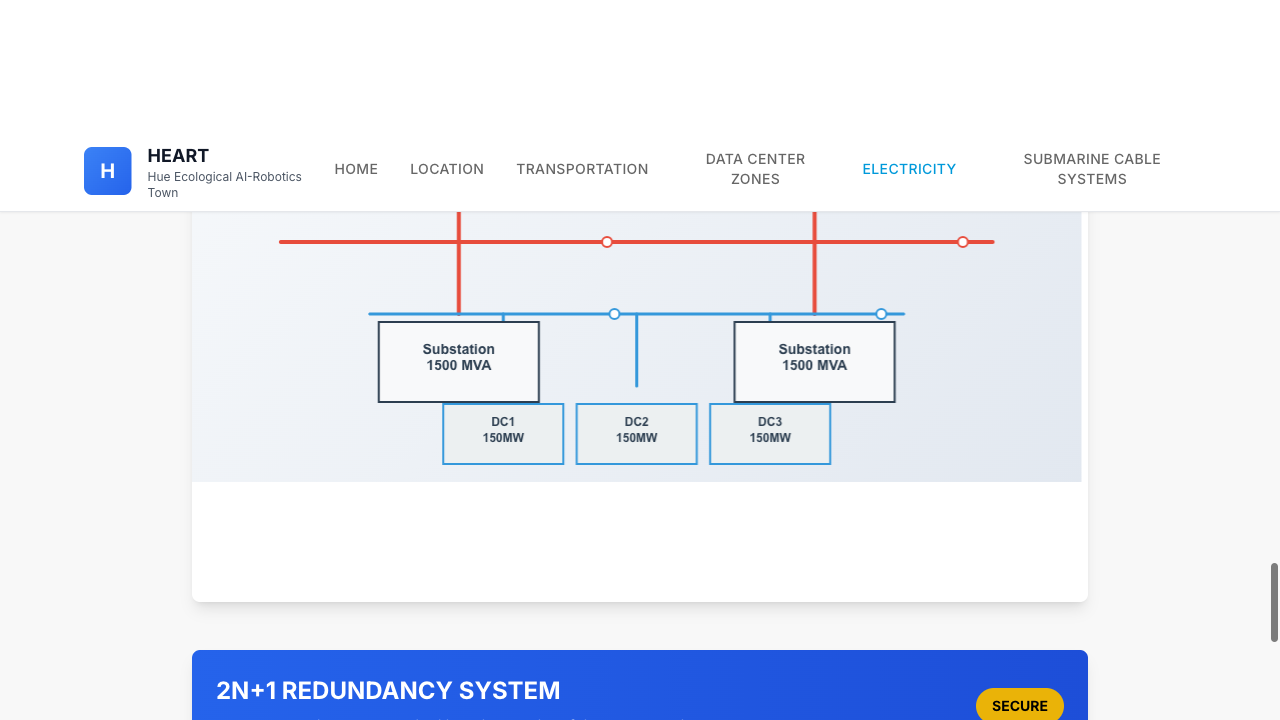 H
HEART
Hue Ecological AI-Robotics
Town
HOME
LOCATION
TRANSPORTATION
DATA CENTER
ZONES
ELECTRICITY
SUBMARINE CABLE
SYSTEMS
Substation
1500 MVA
Substation
1500 MVA
DC1
150MW
DC2
150MW
DC3
150MW
2N+1 REDUNDANCY SYSTEM
SECURE